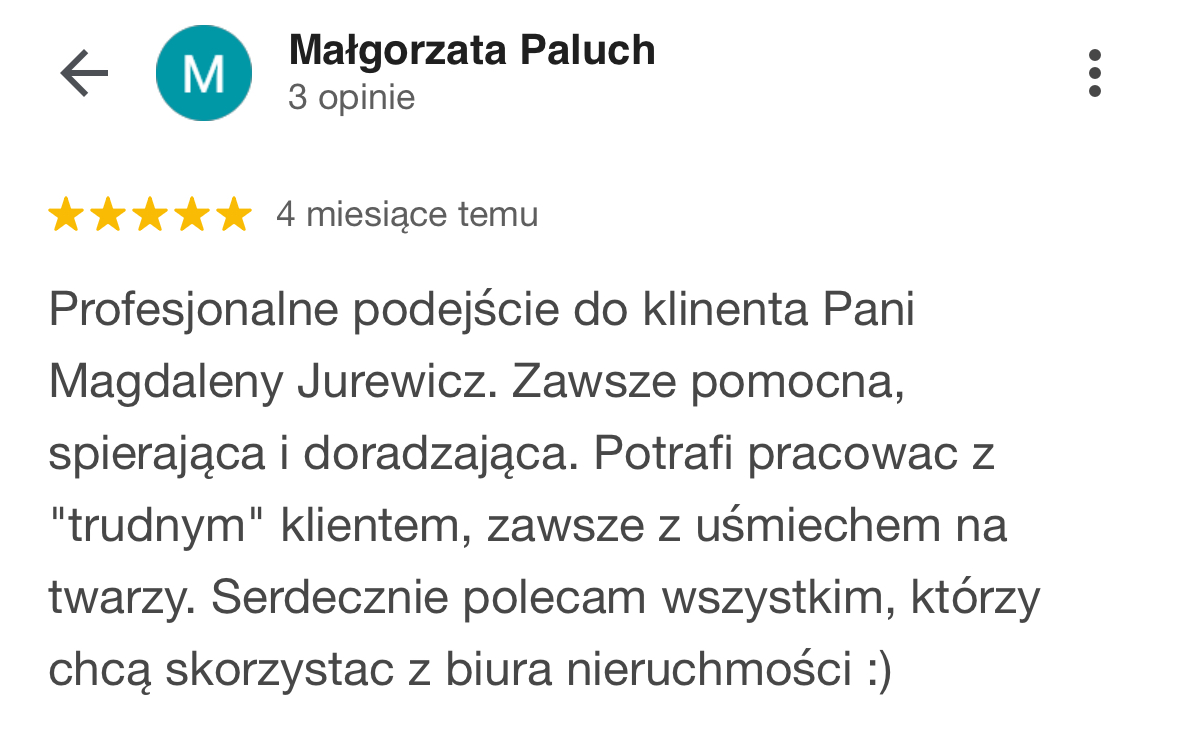 M
Małgorzata Paluch
3 opinie
4 miesiące temu
Profesjonalne podejście do klinenta Pani
Magdaleny Jurewicz. Zawsze pomocna,
spierająca i doradzająca. Potrafi pracowac z
"trudnym" klientem, zawsze z uśmiechem na
twarzy. Serdecznie polecam wszystkim, którzy
chcą skorzystac z biura nieruchmości :)